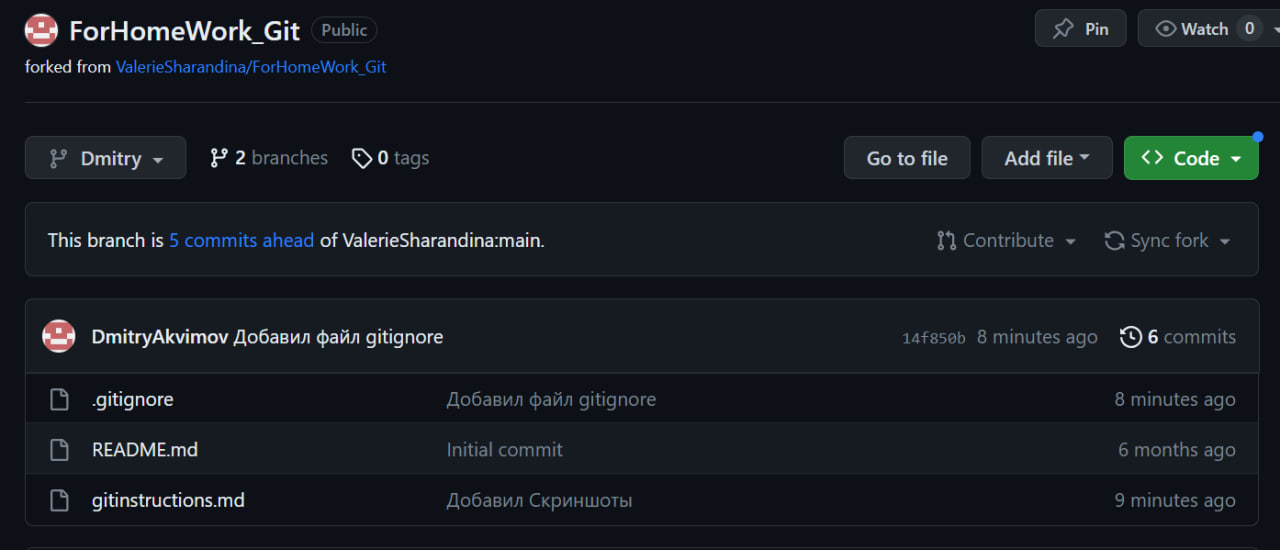 ForHomeWork_Git Public Pin Watch 0
forked from ValerieSharandina/ForHomeWork_Git
Dmitry 2 branches 0 tags Go to file Add file Code
This branch is 5 commits ahead of ValerieSharandina:main. Contribute Sync fork
DmitryAkvimov Добавил файл gitignore 14f850b 8 minutes ago 6 commits
.gitignore Добавил файл gitignore 8 minutes ago
README.md Initial commit 6 months ago
gitinstructions.md Добавил Скриншоты 9 minutes ago